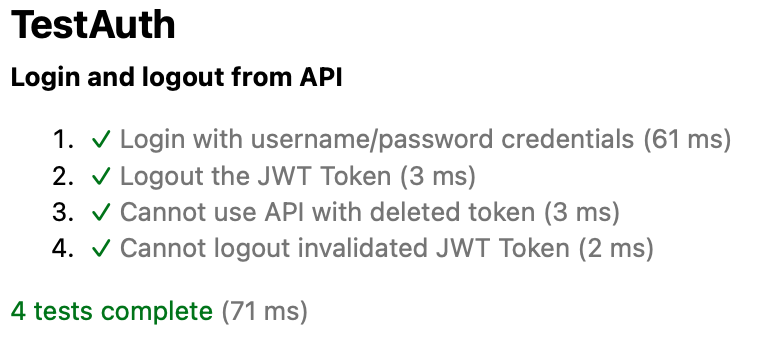 TestAuth
Login and logout from API
1. ✓ Login with username/password credentials (61 ms)
2. ✓ Logout the JWT Token (3 ms)
3. ✓ Cannot use API with deleted token (3 ms)
4. ✓ Cannot logout invalidated JWT Token (2 ms)
4 tests complete (71 ms)